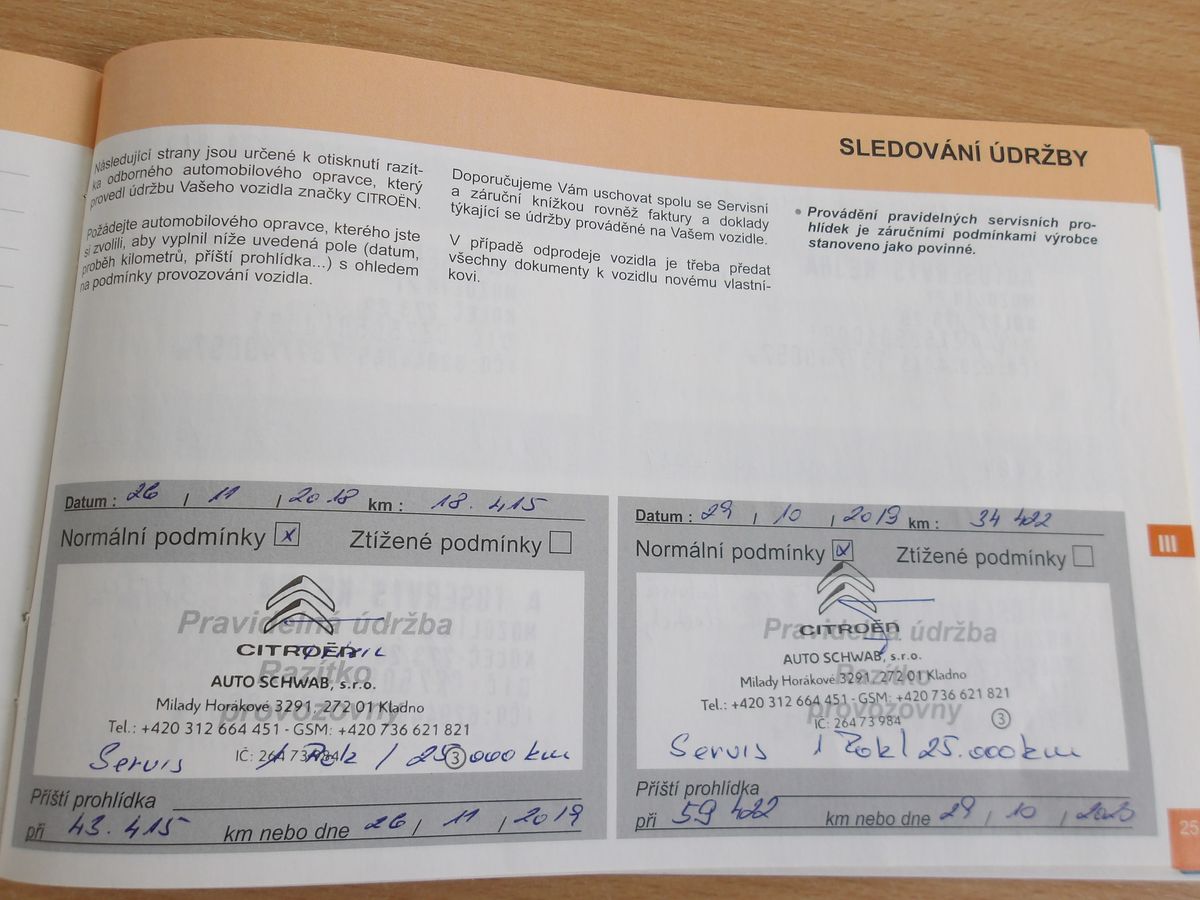 SLEDOVÁNÍ ÚDRŽBY
Následující strany jsou určené k otisknutí razít-
ka odborného automobilového opravce, který
provedl údržbu Vašeho vozidla značky CITROËN.
Požádejte automobilového opravce, kterého jste
si zvolili, aby vyplnil níže uvedená pole (datum,
proběh kilometrů, příští prohlídka...) s ohledem
na podmínky provozování vozidla.
Doporučujeme Vám uschovat spolu se Servisní
a záruční knížkou rovněž faktury a doklady
týkající se údržby prováděné na Vašem vozidle.
V případě odprodeje vozidla je třeba předat
všechny dokumenty k vozidlu novému vlastní-
kovi.
• Provádění pravidelných servisních pro-
hlídek je záručními podmínkami výrobce
stanoveno jako povinné.
Datum : 26 / 11 / 2018 km : 18.415
Normální podmínky x Ztížené podmínky
Pravidelná údržba
CITROËN
Razítko
AUTO SCHWAB, s.r.o.
Milady Horákové 3291, 272 01 Kladno
provozovny
Tel.: +420 312 664 451 - GSM: +420 736 621 821
IČ: 264 73 984 3
Servis 1 Rok / 25.000 km
Příští prohlídka
při 43.415 km nebo dne 26 / 11 / 2019
Datum : 29 / 10 / 2019 km : 34 422
Normální podmínky x Ztížené podmínky
Pravidelná údržba
CITROËN
AUTO SCHWAB, s.r.o.
Razítko
Milady Horákové 3291, 272 01 Kladno
Tel.: +420 312 664 451 - GSM: +420 736 621 821
provozovny
IČ: 264 73 984 3
Servis 1 Rok / 25.000 km
Příští prohlídka
při 59 422 km nebo dne 29 / 10 / 2020
III
25